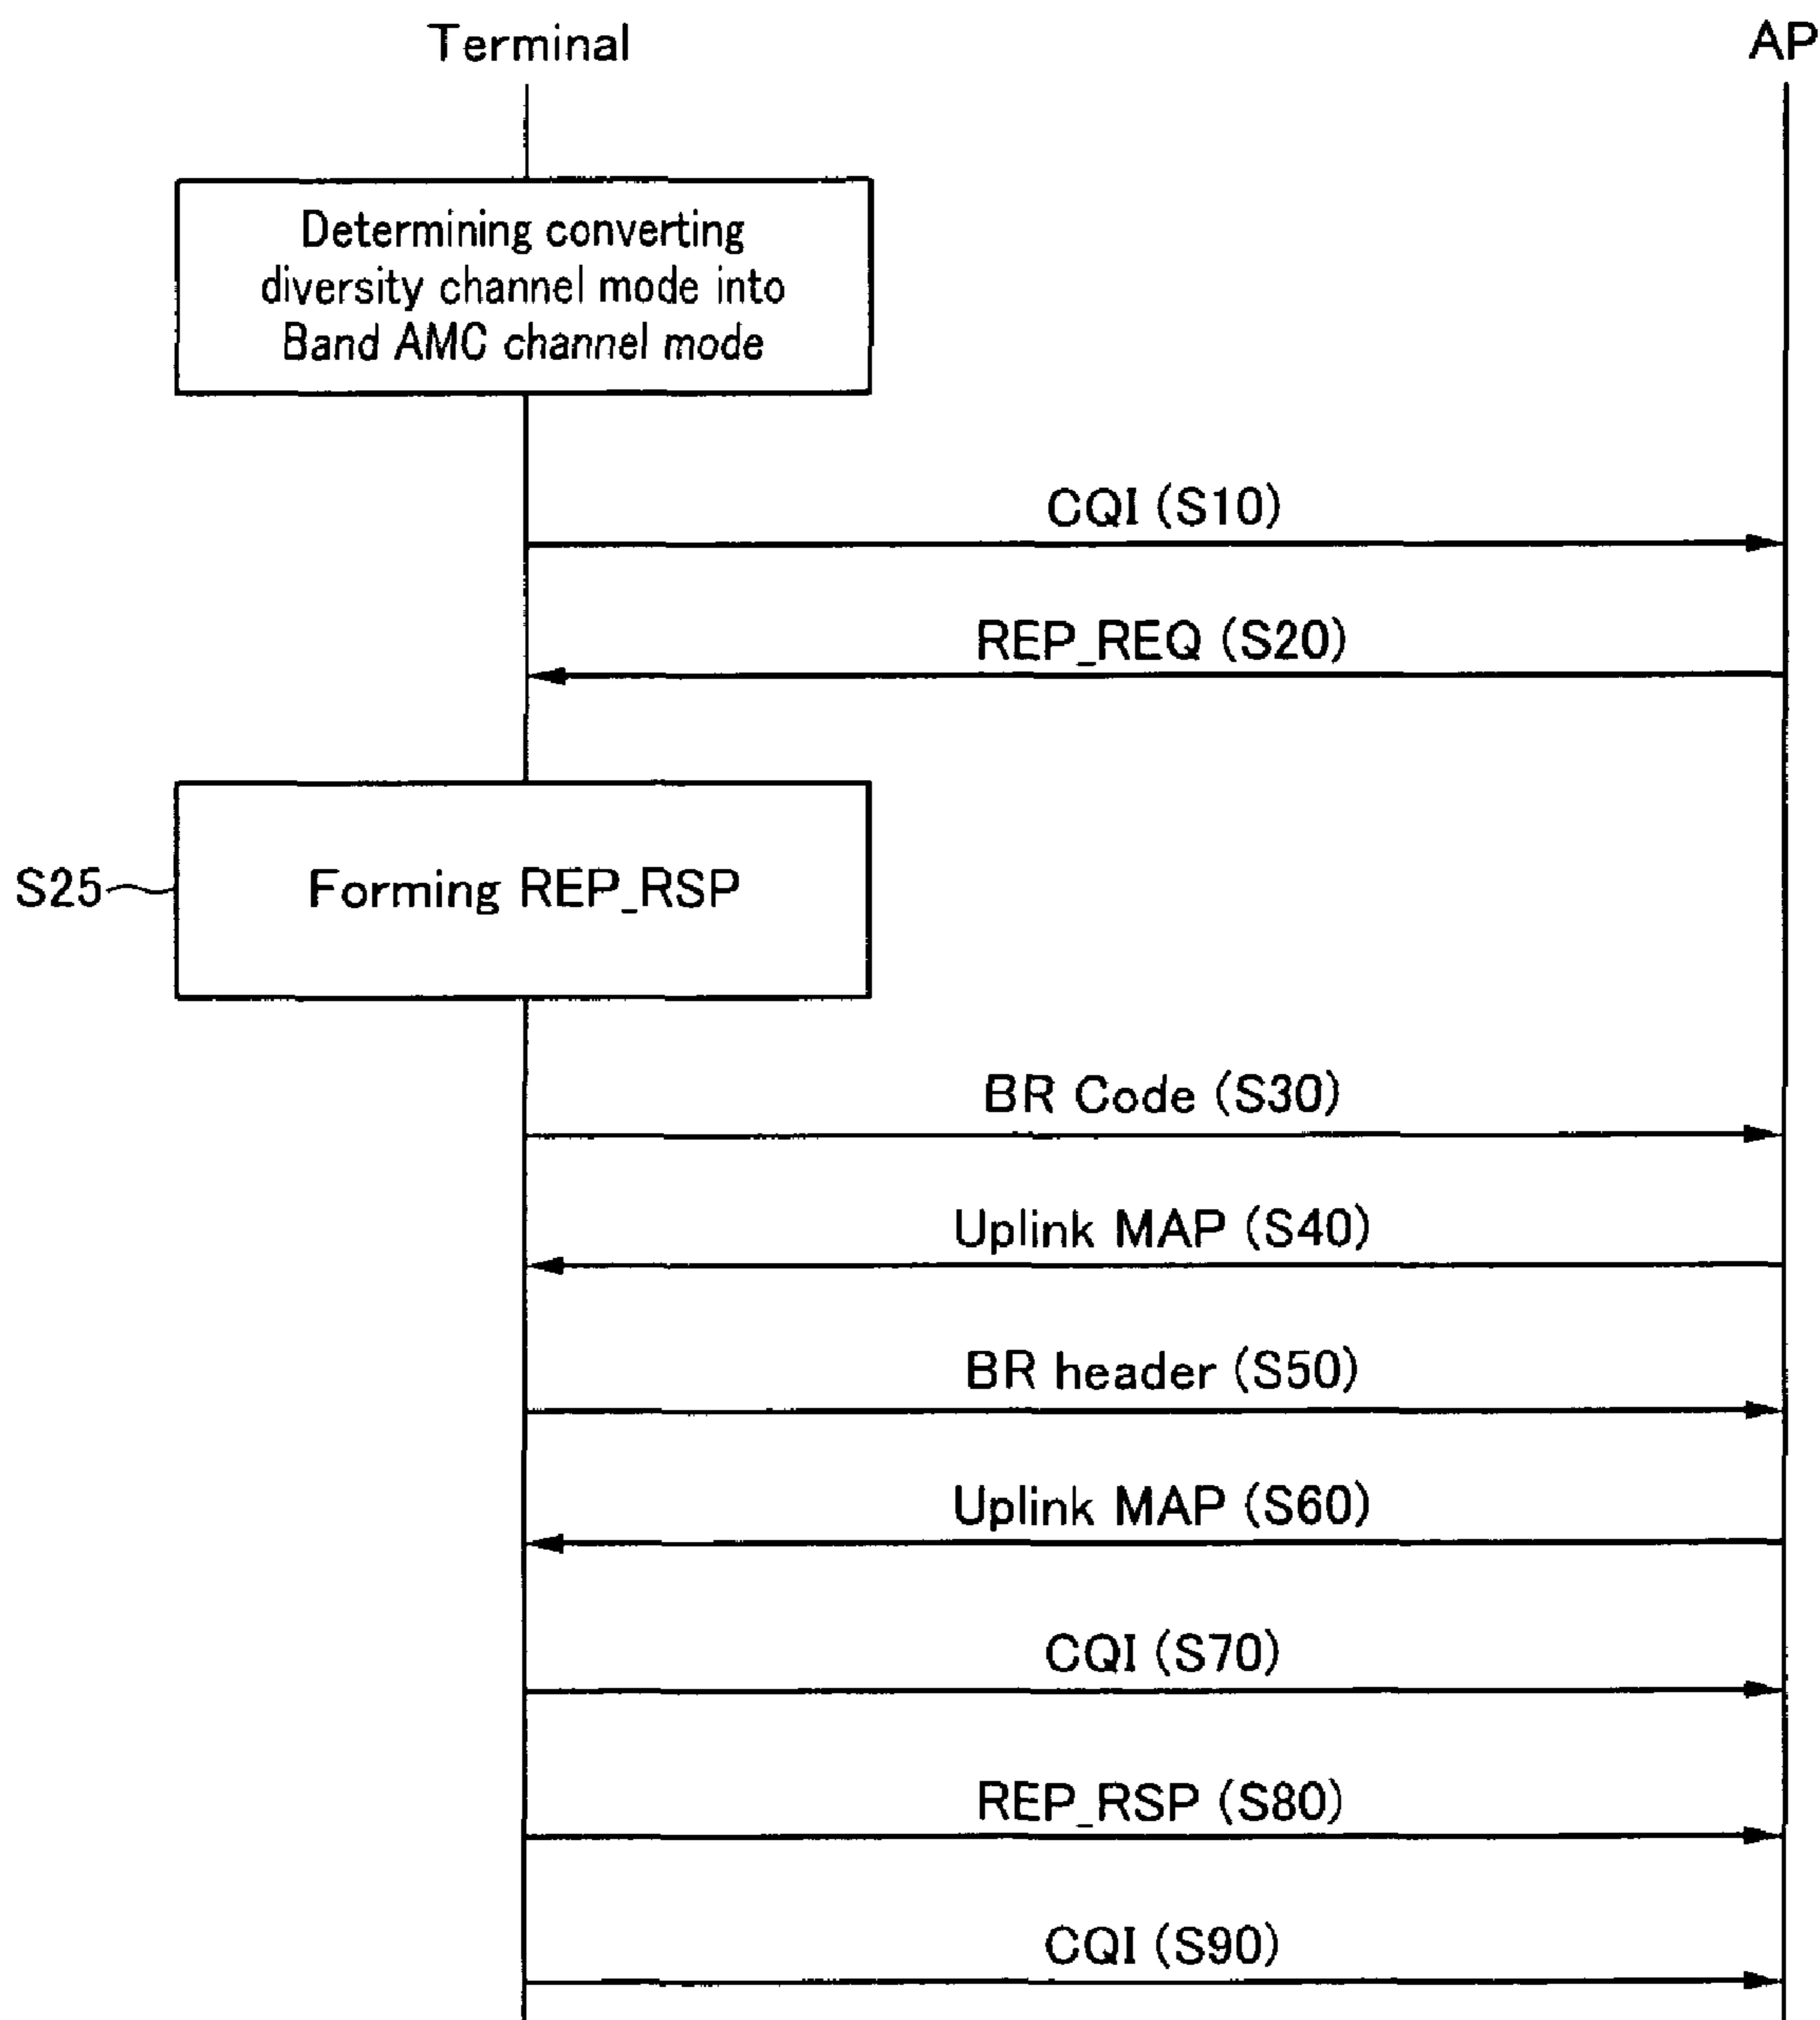 Terminal
AP
Determining converting
diversity channel mode into
Band AMC channel mode
CQI (S10)
REP_REQ (S20)
S25
Forming REP_RSP
BR Code (S30)
Uplink MAP (S40)
BR header (S50)
Uplink MAP (S60)
CQI (S70)
REP_RSP (S80)
CQI (S90)